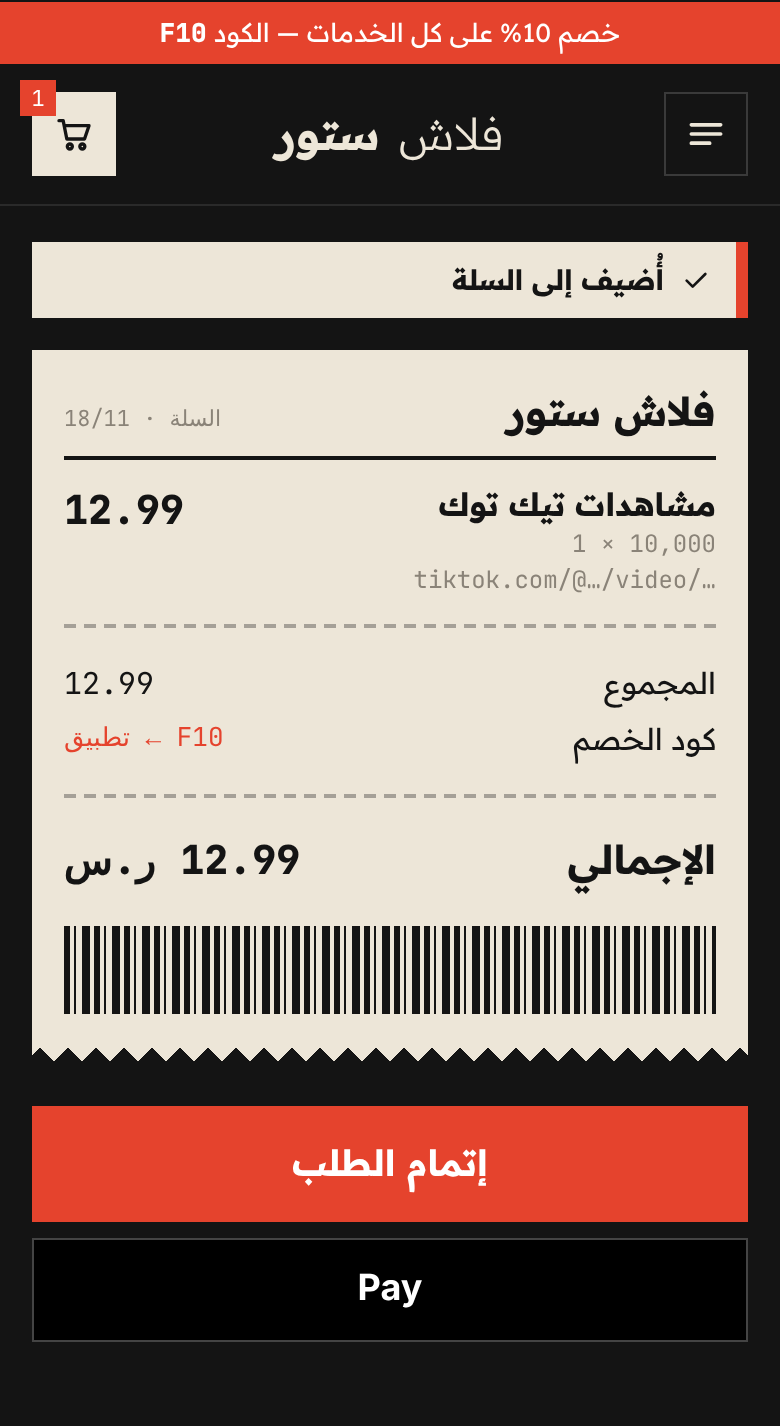 خصم 10% على كل الخدمات — الكود F10
1
فلاش ستور
أُضيف إلى السلة
فلاش ستور
السلة · 18/11
مشاهدات تيك توك 12.99
10,000 × 1
tiktok.com/@…/video/…
المجموع 12.99
كود الخصم F10 ← تطبيق
الإجمالي 12.99 ر.س
إتمام الطلب
Pay